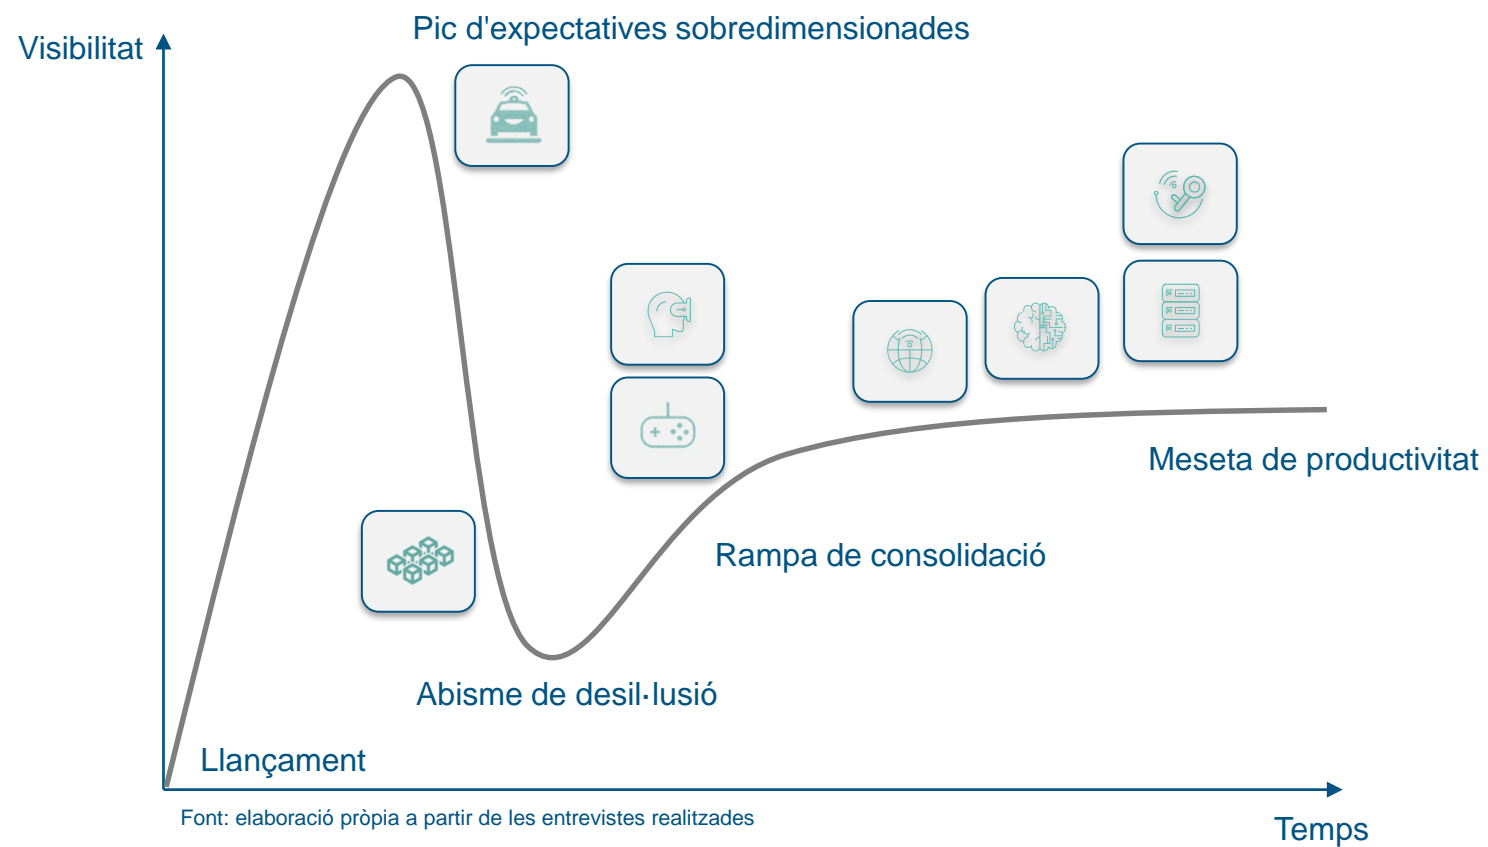 Pic d'expectatives sobredimensionades
Visibilitat
Meseta de productivitat
Rampa de consolidació
Abisme de desil·lusió
Llançament
Font: elaboració pròpia a partir de les entrevistes realitzades
Temps